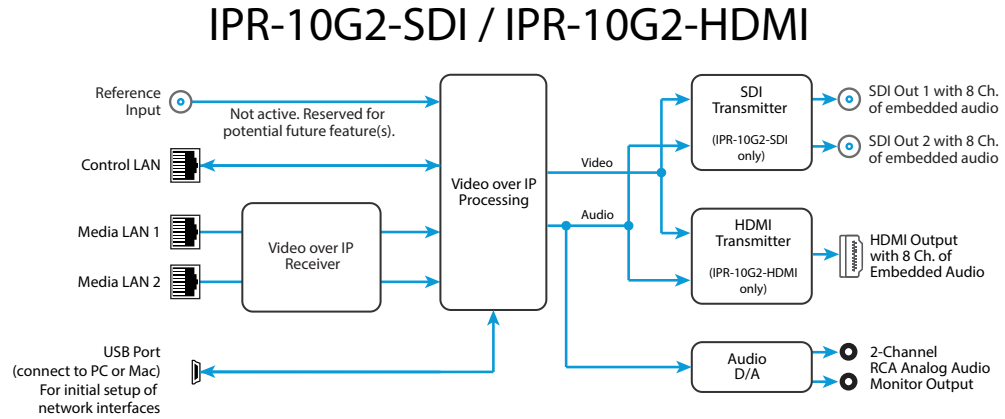 IPR-10G2-SDI / IPR-10G2-HDMI
Reference
Input
Not active. Reserved for
potential future feature(s).
Control LAN
Media LAN 1
Media LAN 2
Video over IP
Receiver
USB Port
(connect to PC or Mac)
For initial setup of
network interfaces
Video over IP
Processing
Video
Audio
SDI
Transmitter
(IPR-10G2-SDI
only)
SDI Out 1 with 8 Ch.
of embedded audio
SDI Out 2 with 8 Ch.
of embedded audio
HDMI
Transmitter
(IPR-10G2-HDMI
only)
HDMI Output
with 8 Ch. of
Embedded Audio
Audio
D/A
2-Channel
RCA Analog Audio
Monitor Output